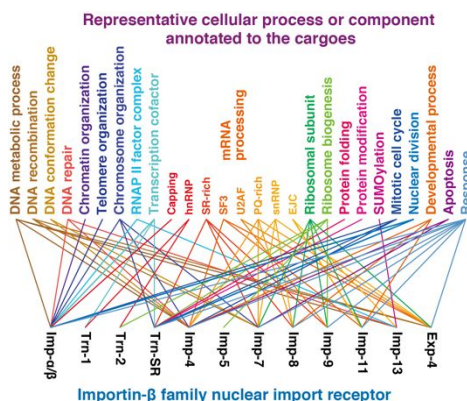 Representative cellular process or component
annotated to the cargoes
DNA metabolic process
DNA recombination
DNA conformation change
DNA repair
Chromatin organization
Telomere organization
Chromosome organization
RNAP II factor complex
Transcription cofactor
Capping
hnRNP
SR-rich
SF3
U2AF
PQ-rich
snRNP
EJC
mRNA
processing
Ribosomal subunit
Ribosome biogenesis
Protein folding
Protein modification
SUMOylation
Mitotic cell cycle
Nuclear division
Developmental process
Apoptosis
Response
Imp-α/β
Trn-1
Trn-2
Trn-SR
Imp-4
Imp-5
Imp-7
Imp-8
Imp-9
Imp-11
Imp-13
Exp-4
Importin-β family nuclear import receptor